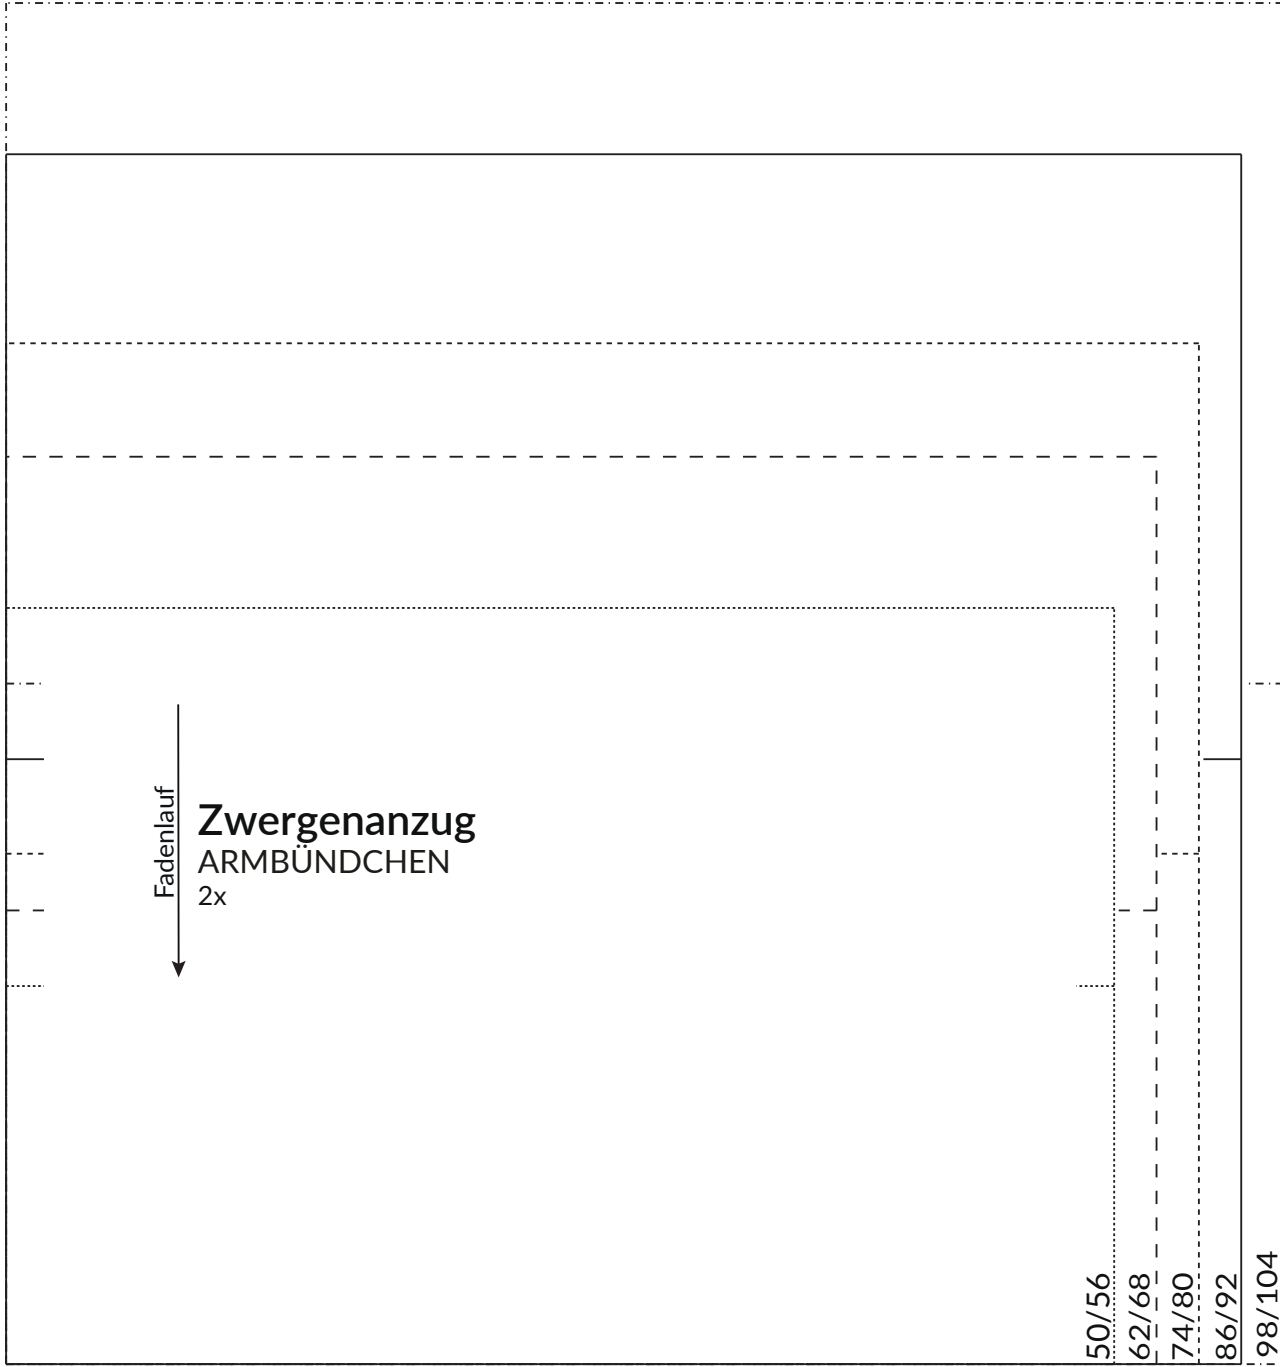 Fadenlauf
Zwergenanzug
ARMBÜNDCHEN
2x
50/56
62/68
74/80
86/92
98/104